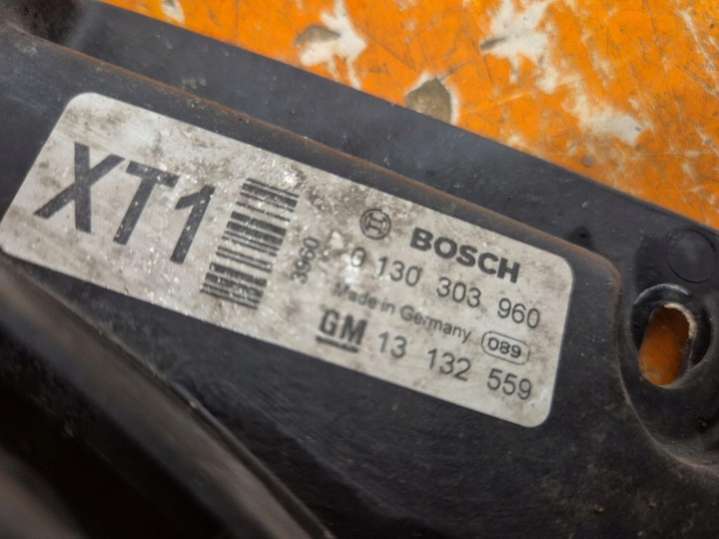 XT1
3960
BOSCH
0 130 303 960
Made in Germany
089
GM 13 132 559